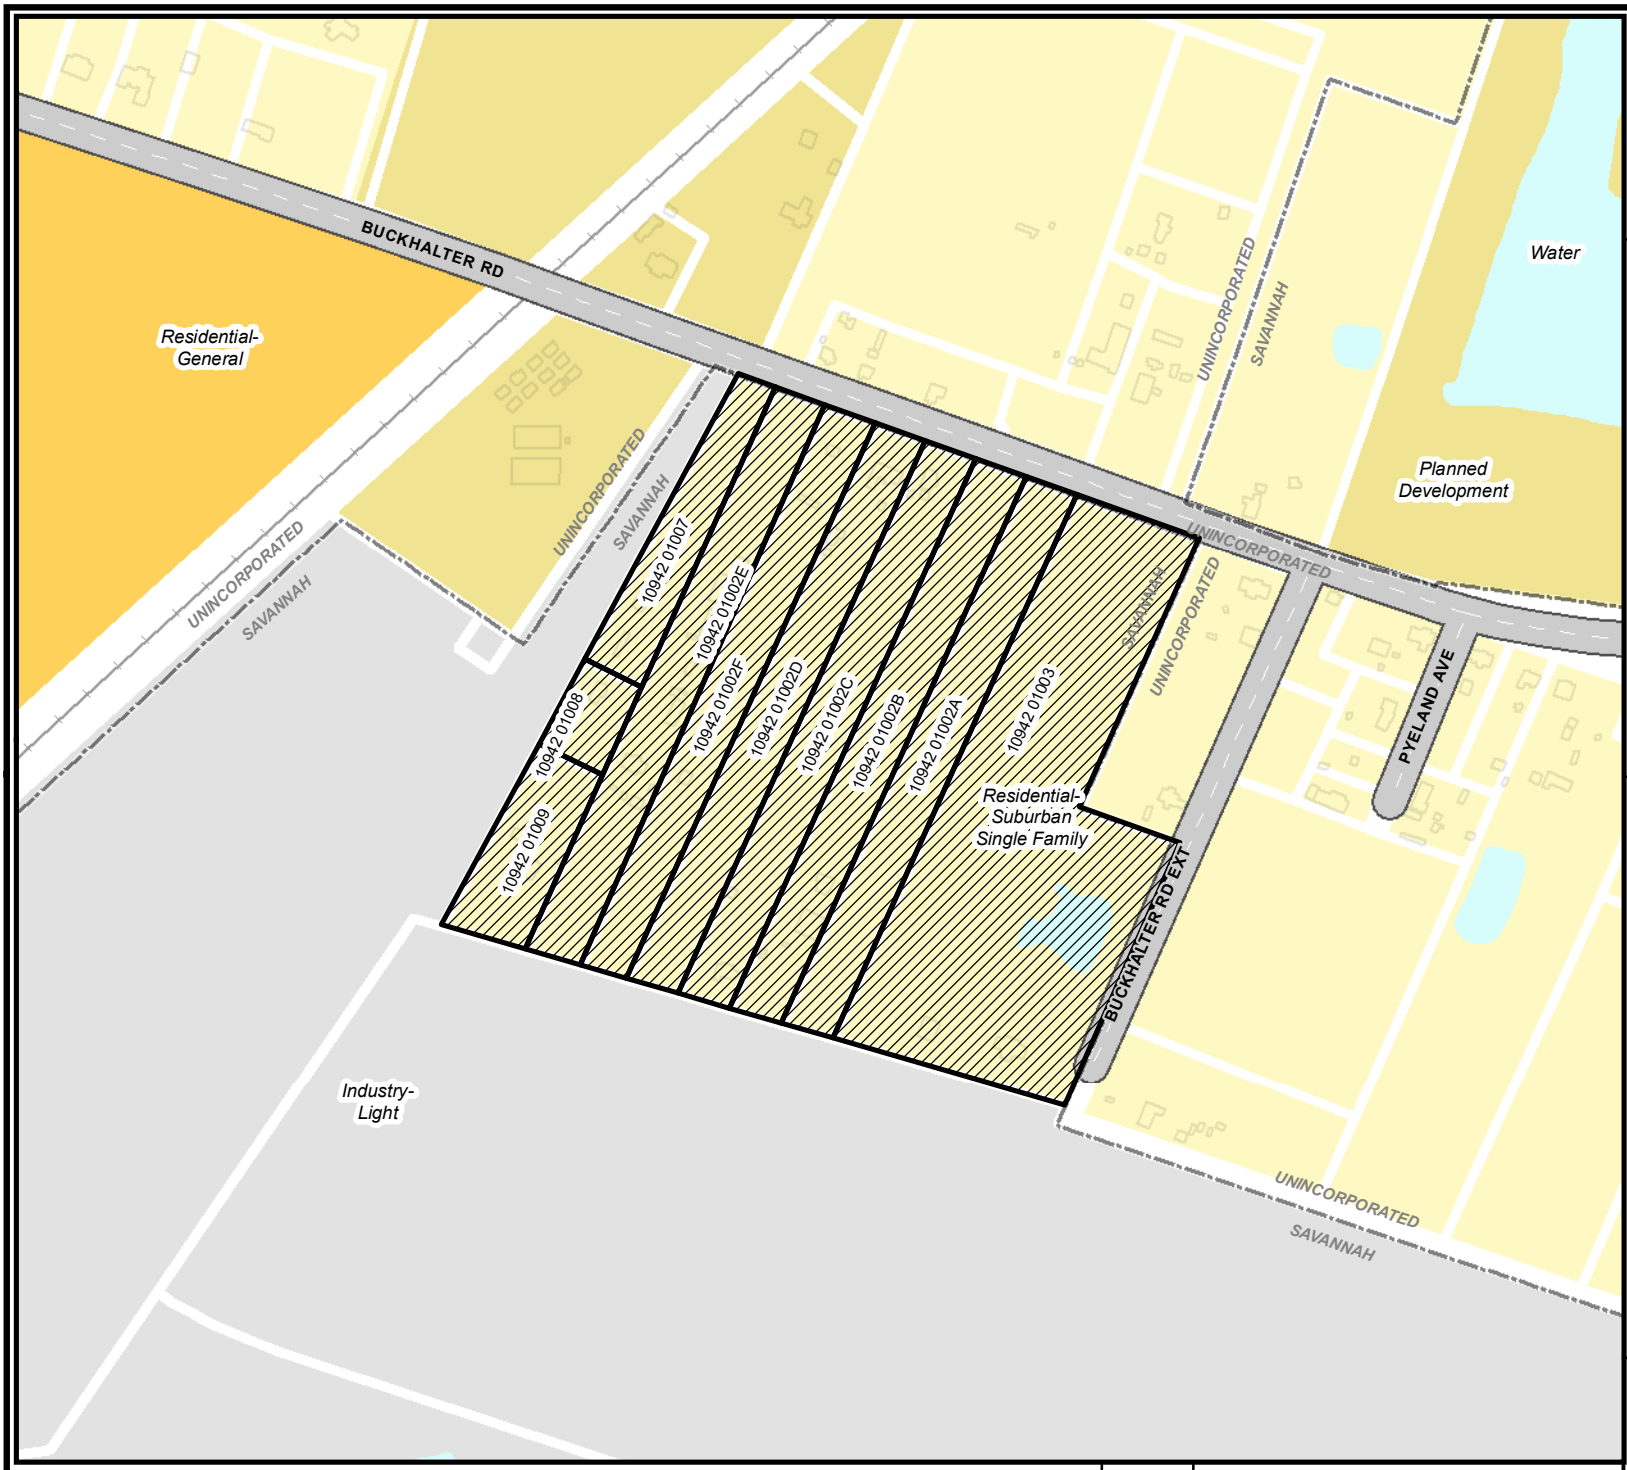 BUCKHALTER RD
Water
Residential-
General
UNINCORPORATED
SAVANNAH
Planned
Development
UNINCORPORATED
SAVANNAH
UNINCORPORATED
SAVANNAH
UNINCORPORATED
SAVANNAH
UNINCORPORATED
10942 01007
10942 01002E
10942 01002F
10942 01002D
10942 01002C
10942 01002B
10942 01002A
10942 01003
10942 01008
10942 01009
PYELAND AVE
Residential-
Suburban
Single Family
BUCKHALTER RD EXT
Industry-
Light
UNINCORPORATED
SAVANNAH